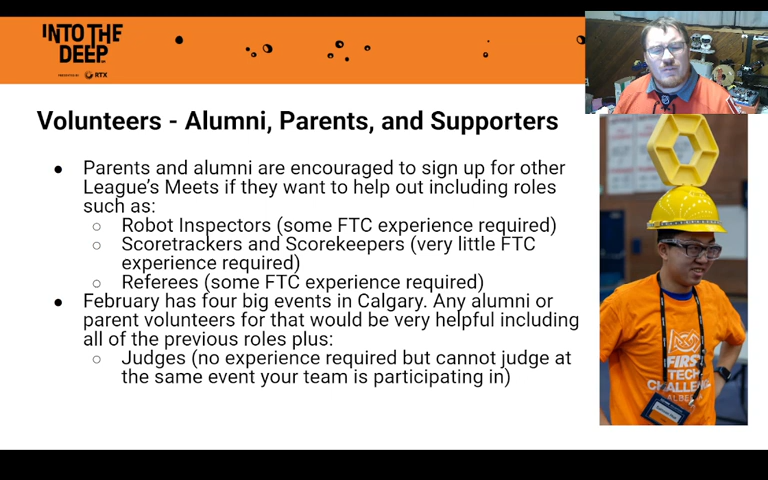 INTO THE
DEEP
PRESENTED BY RTX
Volunteers - Alumni, Parents, and Supporters
● Parents and alumni are encouraged to sign up for other
League's Meets if they want to help out including roles
such as:
○ Robot Inspectors (some FTC experience required)
○ Scoretrackers and Scorekeepers (very little FTC
experience required)
○ Referees (some FTC experience required)
● February has four big events in Calgary. Any alumni or
parent volunteers for that would be very helpful including
all of the previous roles plus:
○ Judges (no experience required but cannot judge at
the same event your team is participating in)
FIRST
TECH
CHALLENGE